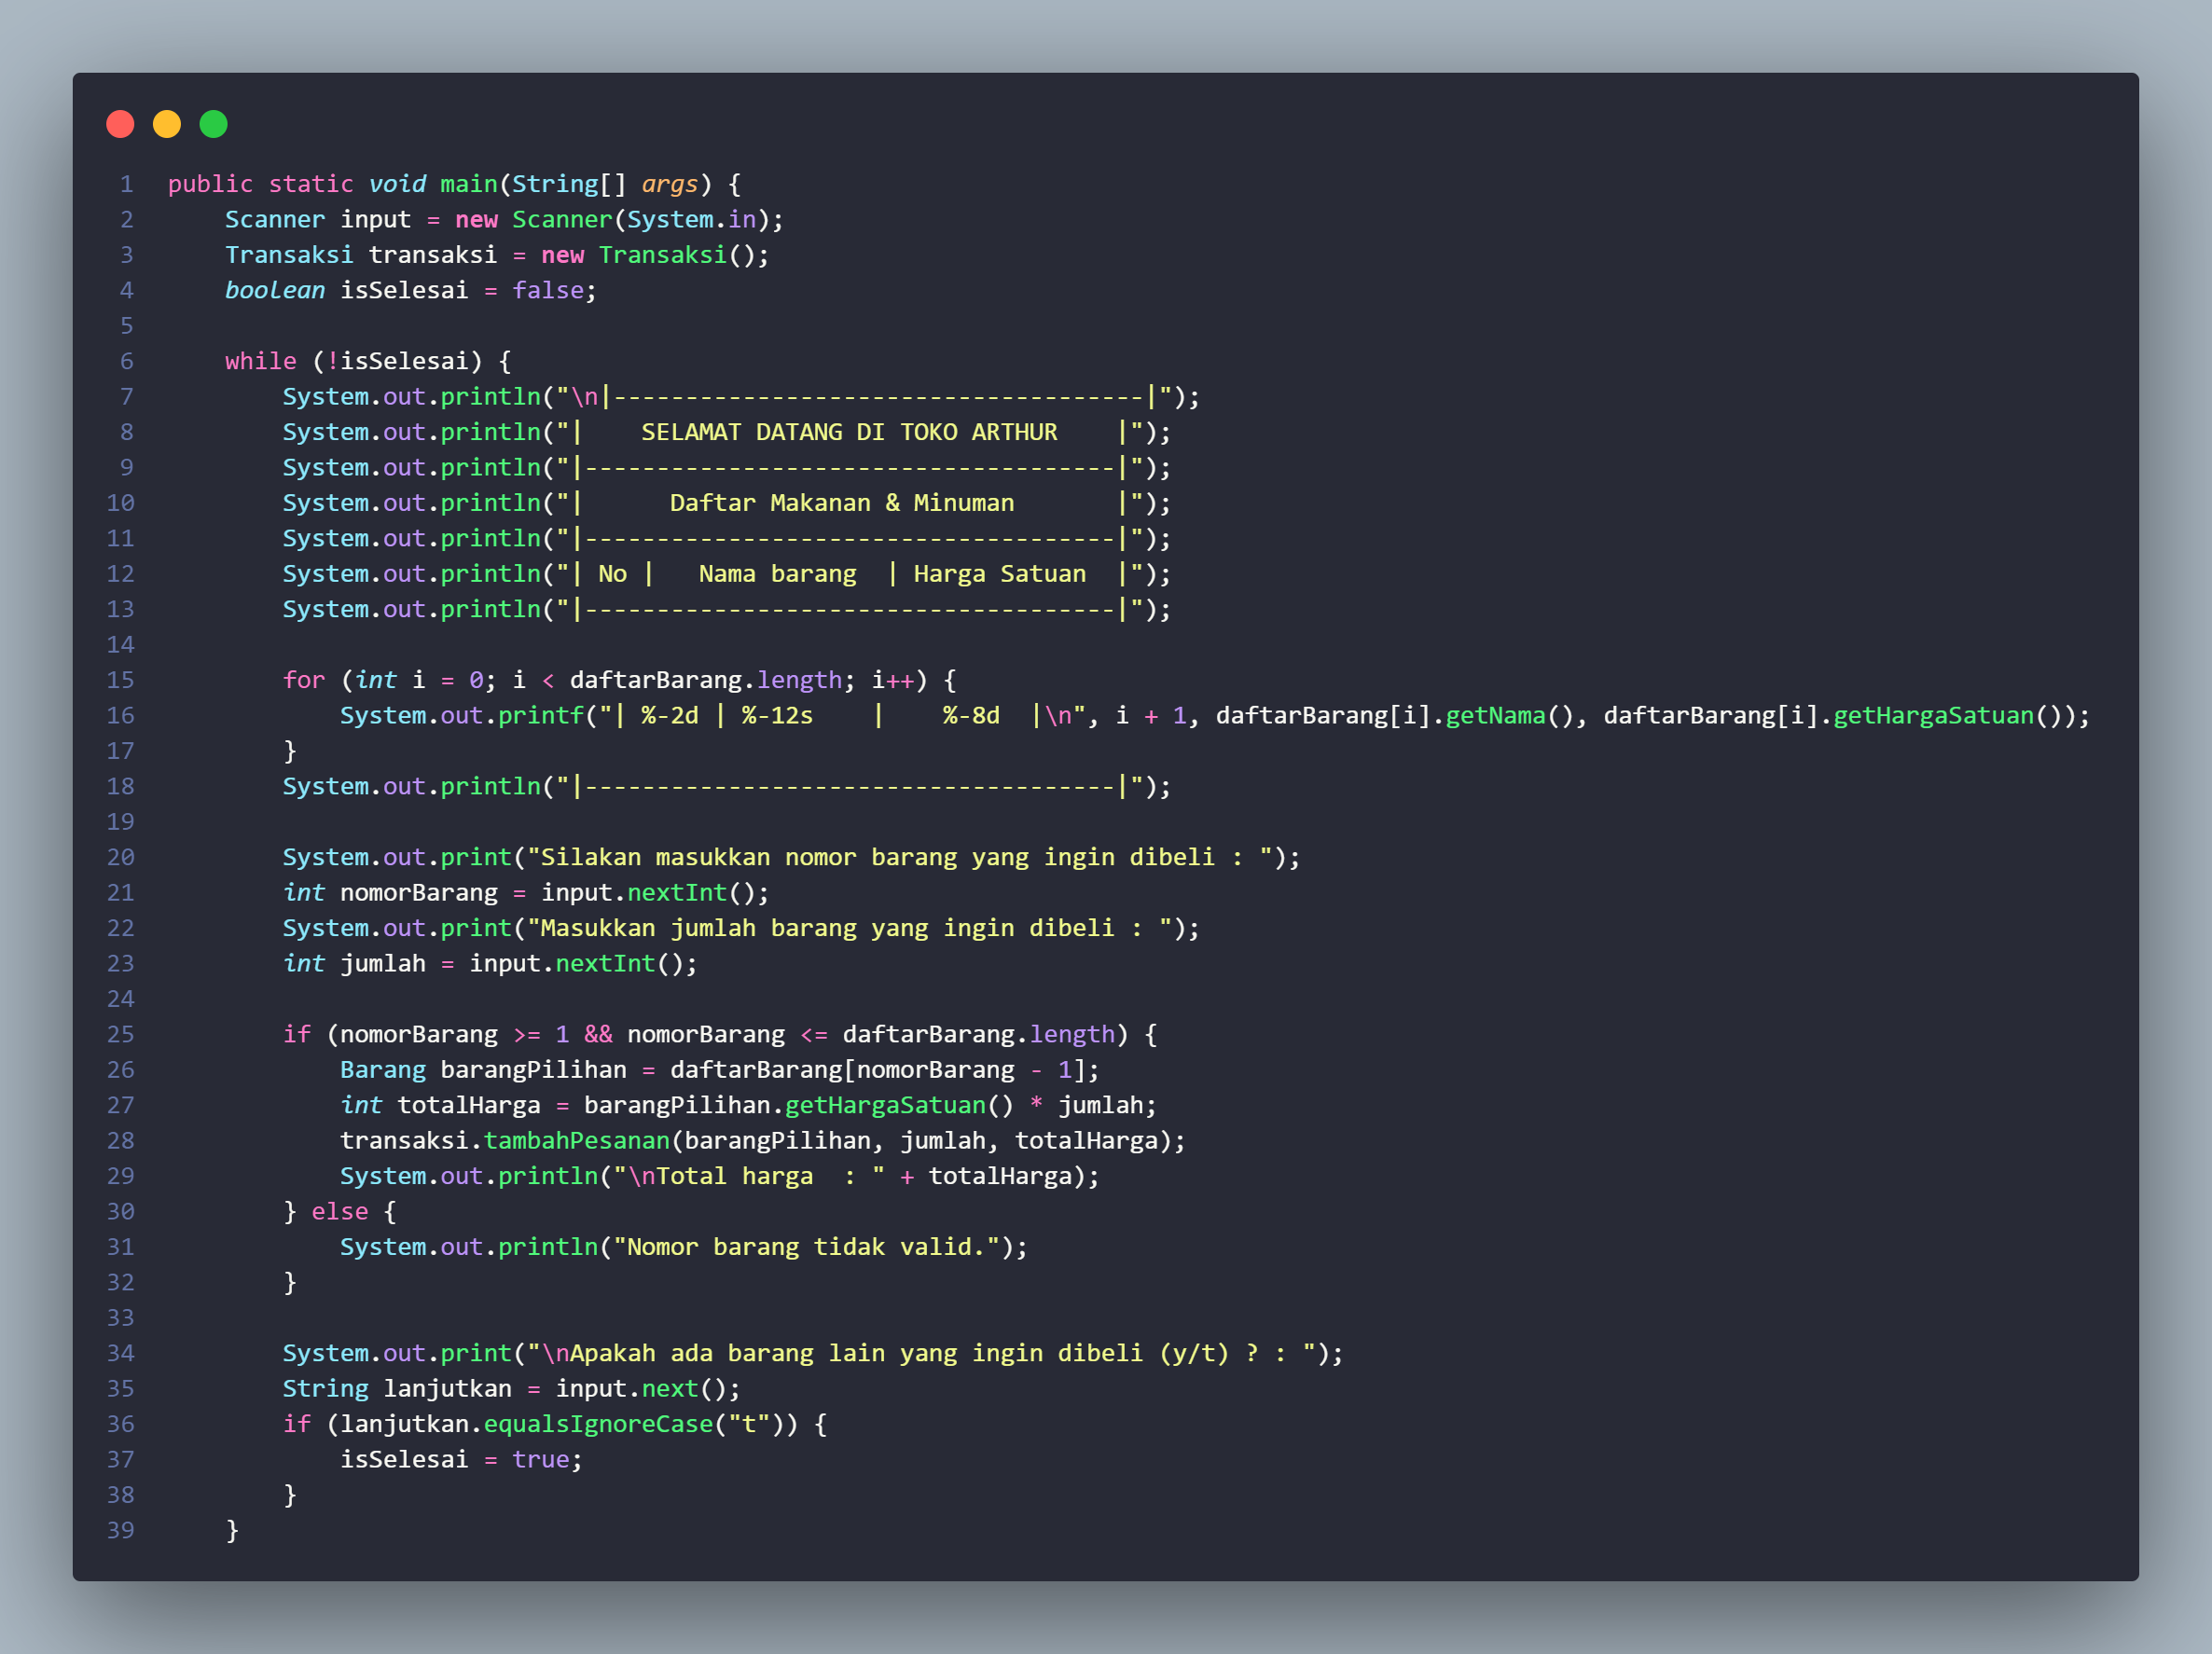 1 public static void main(String[] args) {
2     Scanner input = new Scanner(System.in);
3     Transaksi transaksi = new Transaksi();
4     boolean isSelesai = false;
5
6     while (!isSelesai) {
7         System.out.println("\n|-------------------------------------|");
8         System.out.println("|    SELAMAT DATANG DI TOKO ARTHUR    |");
9         System.out.println("|-------------------------------------|");
10         System.out.println("|      Daftar Makanan & Minuman       |");
11         System.out.println("|-------------------------------------|");
12         System.out.println("| No |   Nama barang  | Harga Satuan  |");
13         System.out.println("|-------------------------------------|");
14
15         for (int i = 0; i < daftarBarang.length; i++) {
16             System.out.printf("| %-2d | %-12s    |    %-8d  |\n", i + 1, daftarBarang[i].getNama(), daftarBarang[i].getHargaSatuan());
17         }
18         System.out.println("|-------------------------------------|");
19
20         System.out.print("Silakan masukkan nomor barang yang ingin dibeli : ");
21         int nomorBarang = input.nextInt();
22         System.out.print("Masukkan jumlah barang yang ingin dibeli : ");
23         int jumlah = input.nextInt();
24
25         if (nomorBarang >= 1 && nomorBarang <= daftarBarang.length) {
26             Barang barangPilihan = daftarBarang[nomorBarang - 1];
27             int totalHarga = barangPilihan.getHargaSatuan() * jumlah;
28             transaksi.tambahPesanan(barangPilihan, jumlah, totalHarga);
29             System.out.println("\nTotal harga  : " + totalHarga);
30         } else {
31             System.out.println("Nomor barang tidak valid.");
32         }
33
34         System.out.print("\nApakah ada barang lain yang ingin dibeli (y/t) ? : ");
35         String lanjutkan = input.next();
36         if (lanjutkan.equalsIgnoreCase("t")) {
37             isSelesai = true;
38         }
39     }